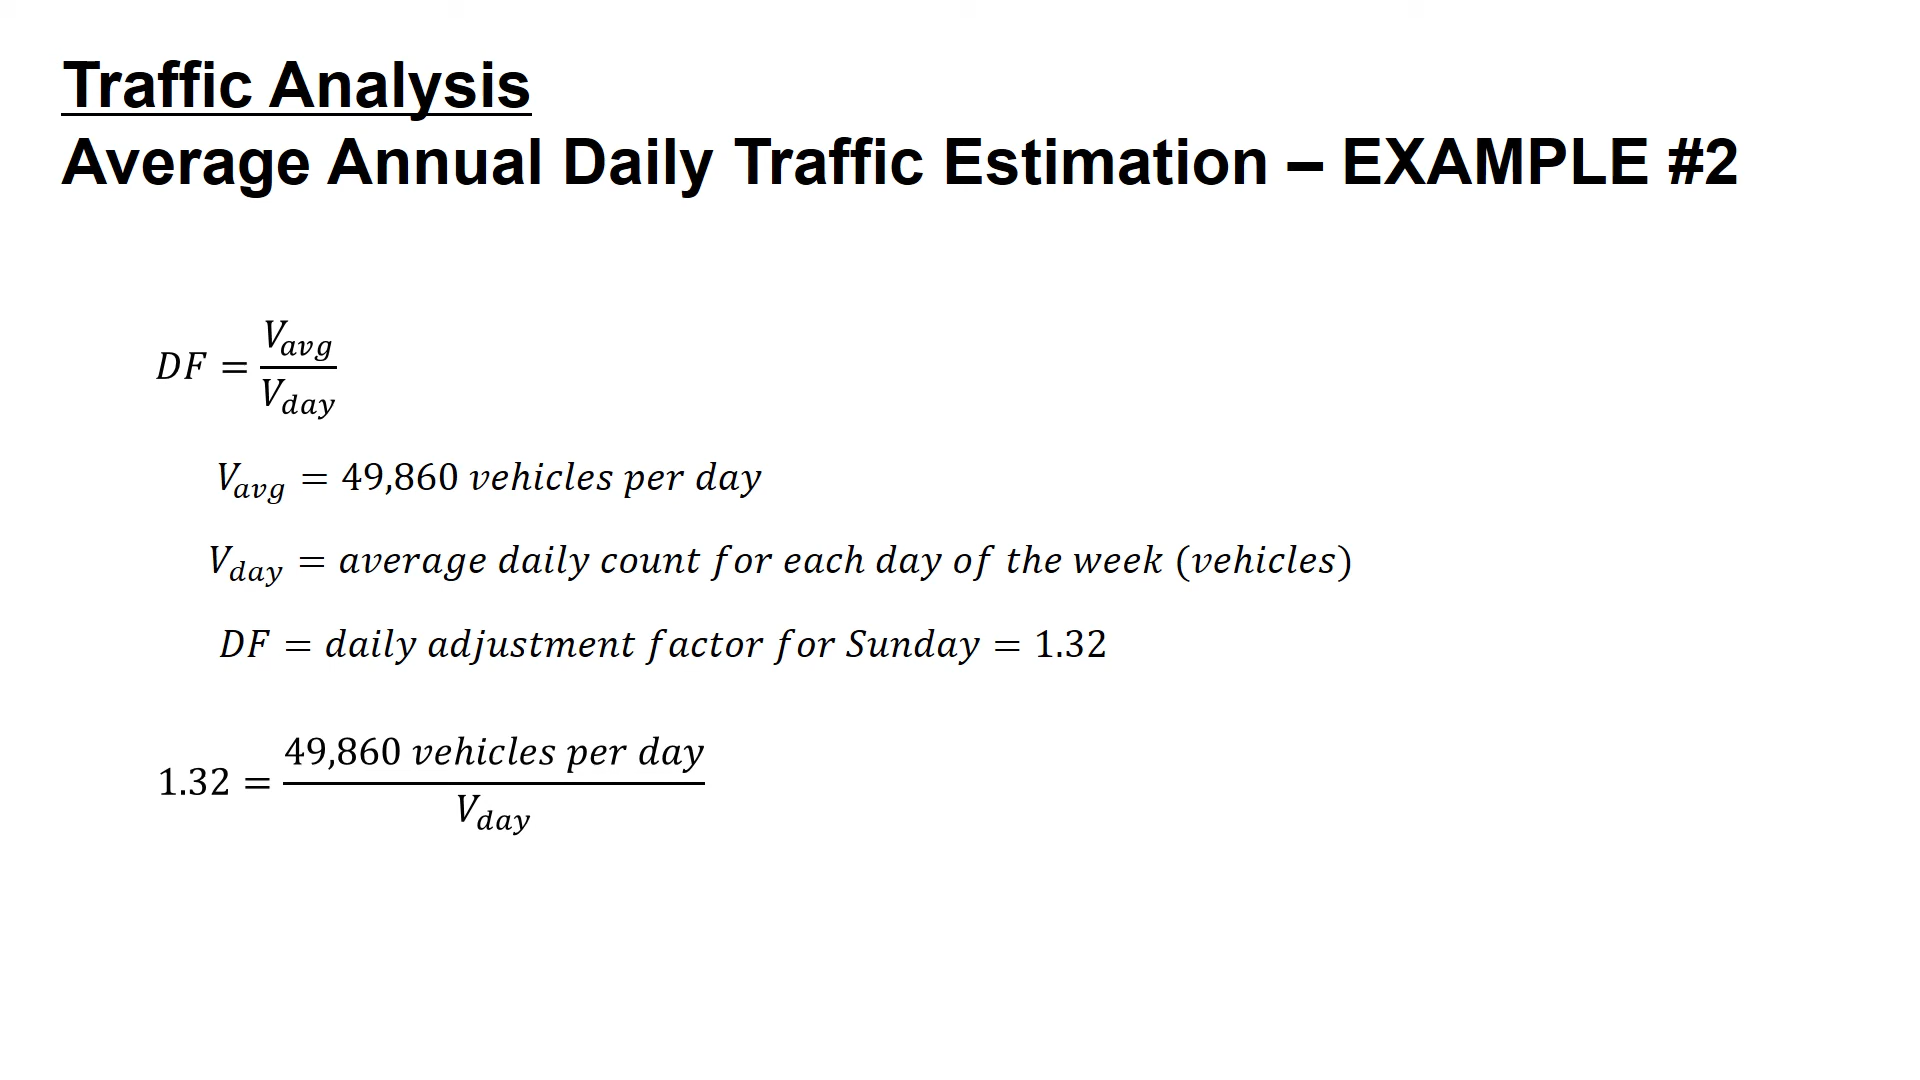 Traffic Analysis
Average Annual Daily Traffic Estimation – EXAMPLE #2
DF = V_avg / V_day
V_avg = 49,860 vehicles per day
V_day = average daily count for each day of the week (vehicles)
DF = daily adjustment factor for Sunday = 1.32
1.32 = 49,860 vehicles per day / V_day